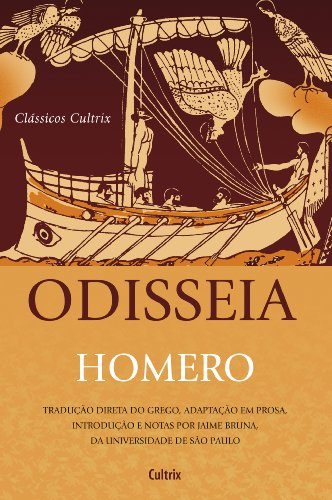 Clássicos Cultrix
ODISSEIA
HOMERO
TRADUÇÃO DIRETA DO GREGO, ADAPTAÇÃO EM PROSA,
INTRODUÇÃO E NOTAS POR JAIME BRUNA,
DA UNIVERSIDADE DE SÃO PAULO
Cultrix